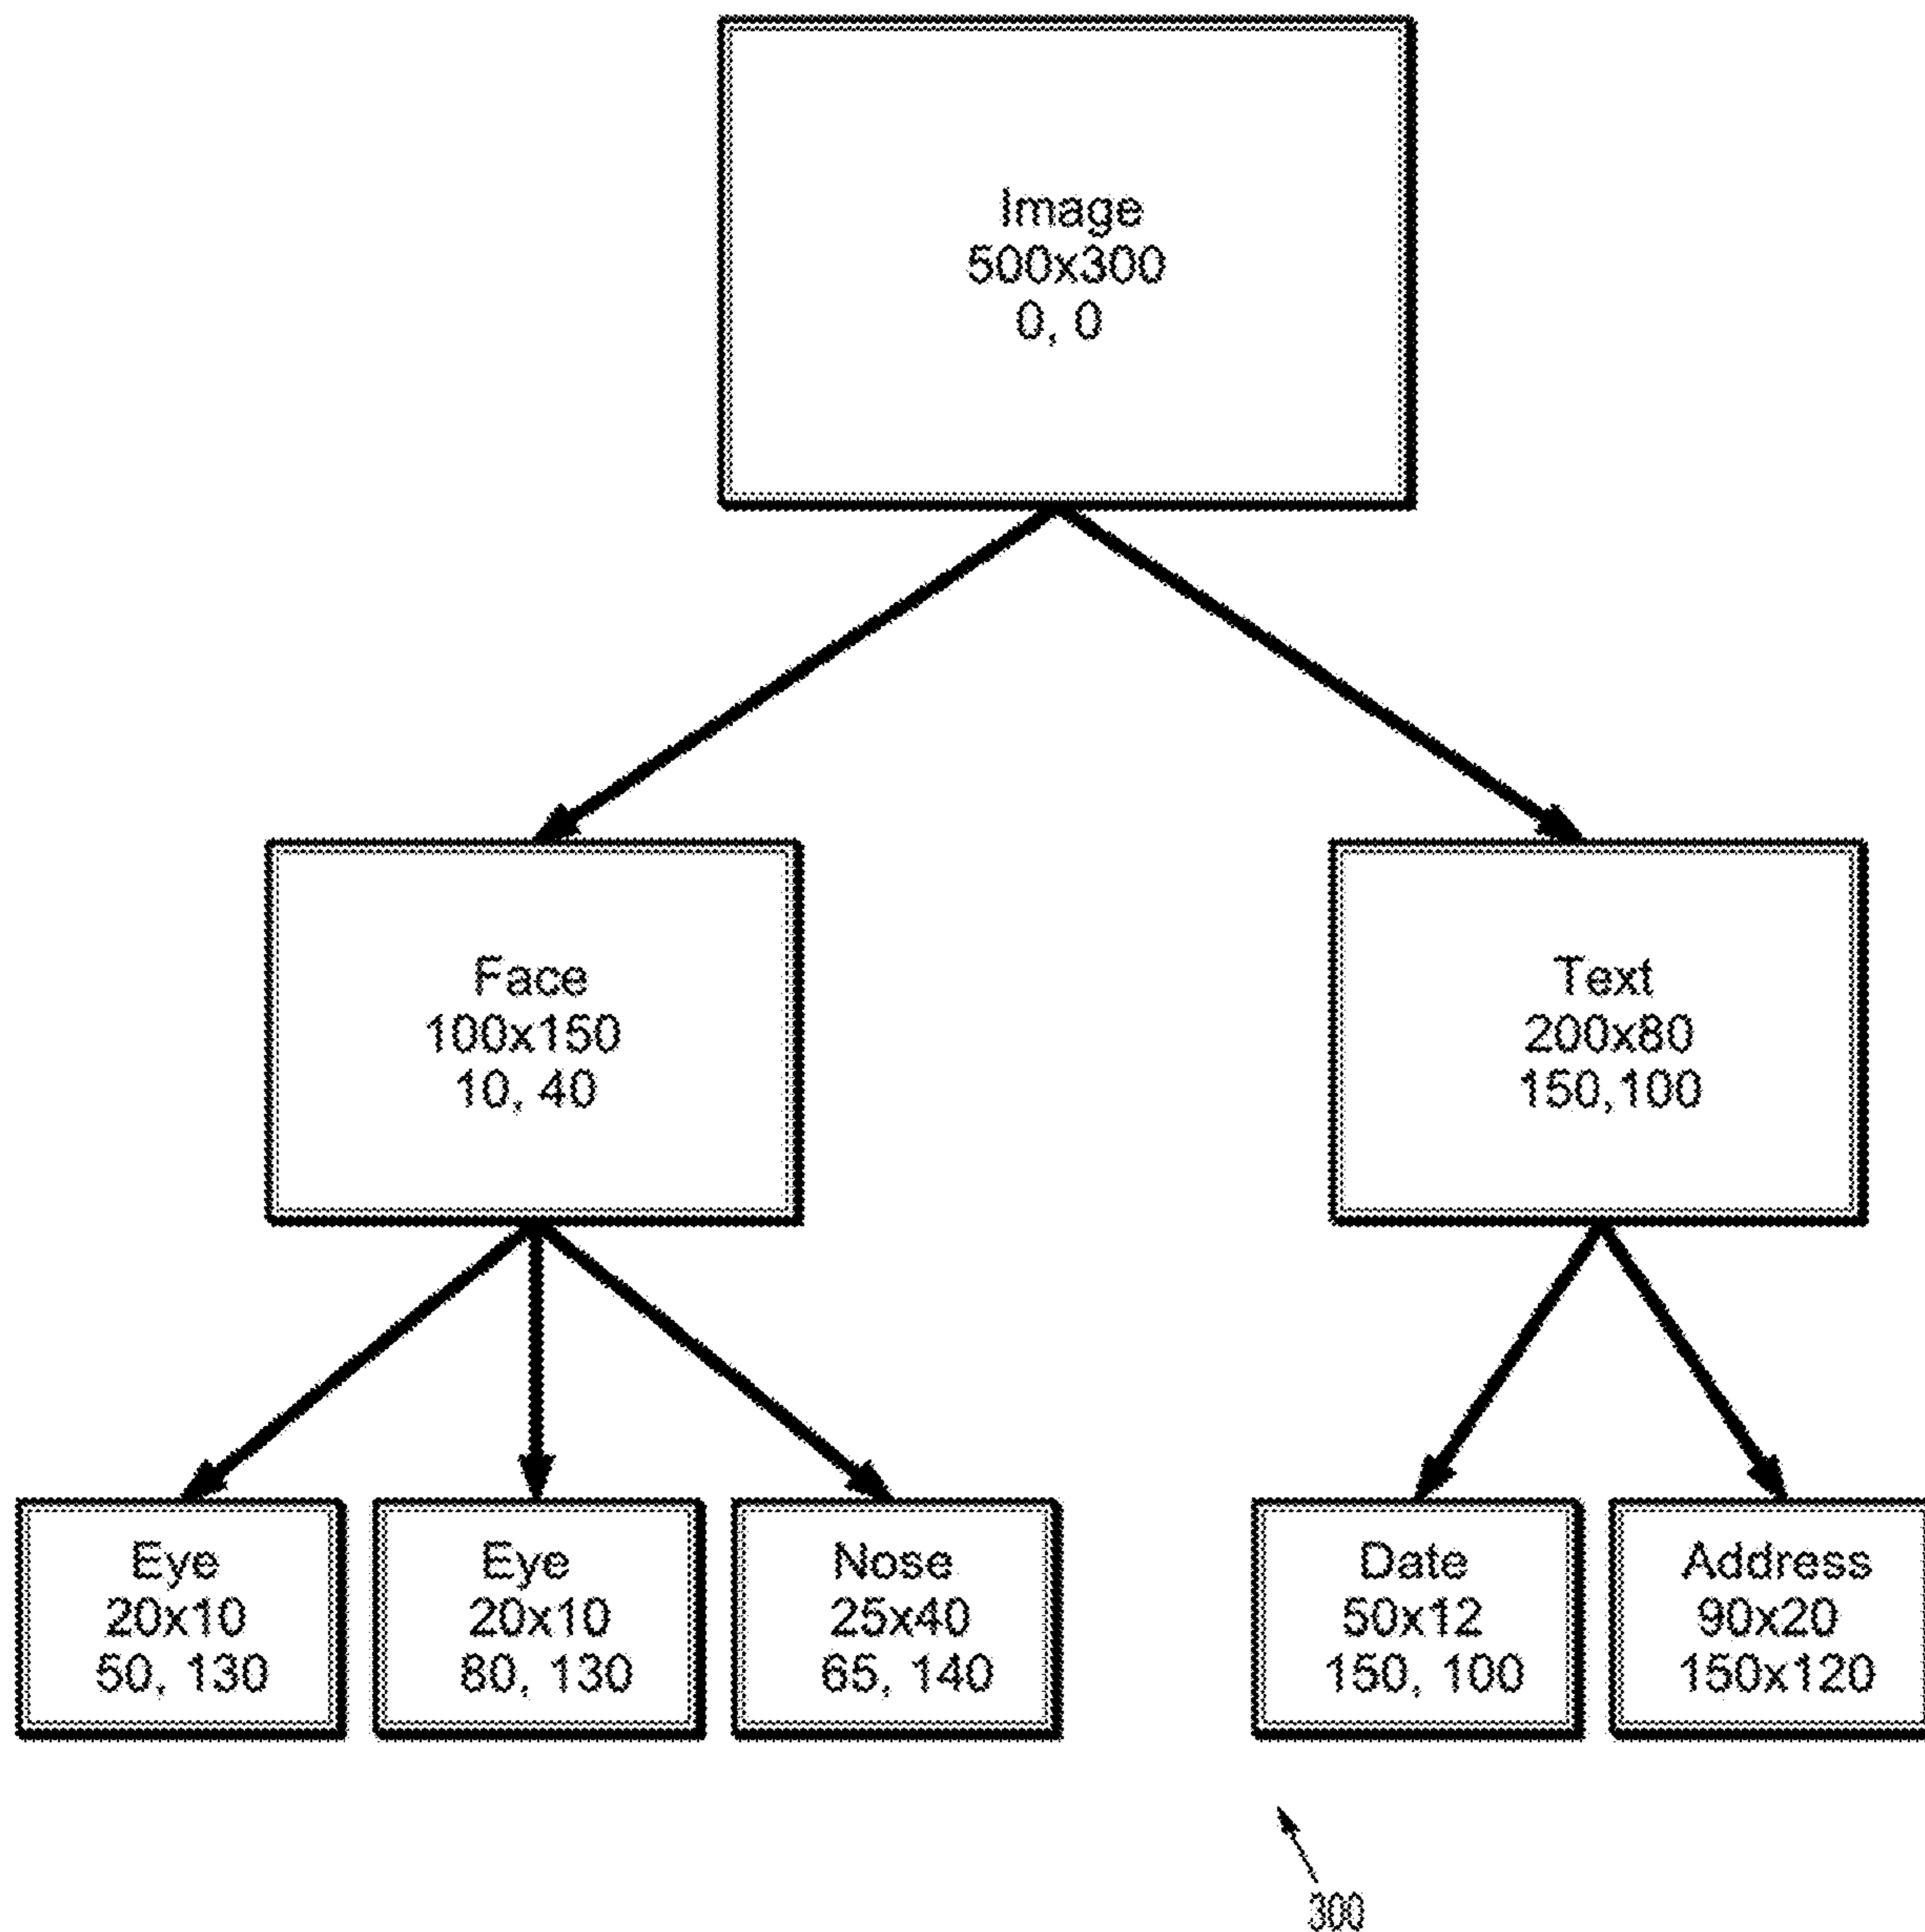 Image
500x300
0, 0
Face
100x150
10, 40
Text
200x80
150,100
Eye
20x10
50, 130
Eye
20x10
80, 130
Nose
25x40
65, 140
Date
50x12
150, 100
Address
90x20
150x120
300